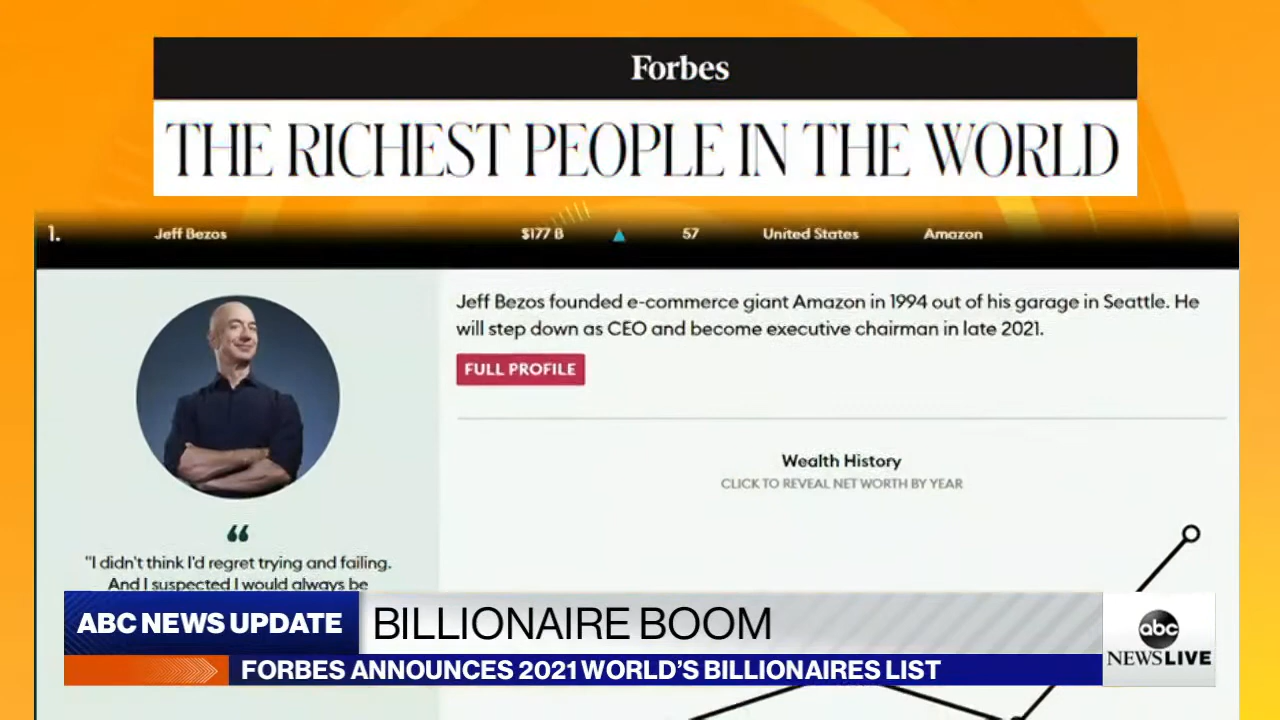 Forbes
THE RICHEST PEOPLE IN THE WORLD
1. Jeff Bezos $177 B ▲ 57 United States Amazon
Jeff Bezos founded e-commerce giant Amazon in 1994 out of his garage in Seattle. He
will step down as CEO and become executive chairman in late 2021.
FULL PROFILE
Wealth History
CLICK TO REVEAL NET WORTH BY YEAR
“
"I didn't think I'd regret trying and failing.
And I suspected I would always be
ABC NEWS UPDATE
BILLIONAIRE BOOM
FORBES ANNOUNCES 2021 WORLD'S BILLIONAIRES LIST
abc
NEWSLIVE